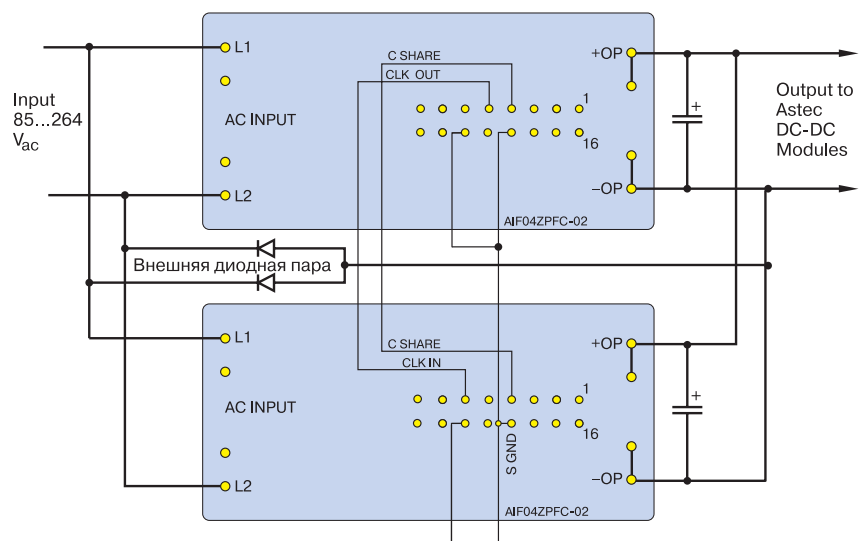 L1
C SHARE
CLK OUT
+OP
Input
85...264
Vac
AC INPUT
1
16
Output to
Astec
DC-DC
Modules
+
L2
–OP
AIF04ZPFC-02
Внешняя диодная пара
L1
C SHARE
CLK IN
+OP
AC INPUT
1
16
+
S GND
L2
–OP
AIF04ZPFC-02